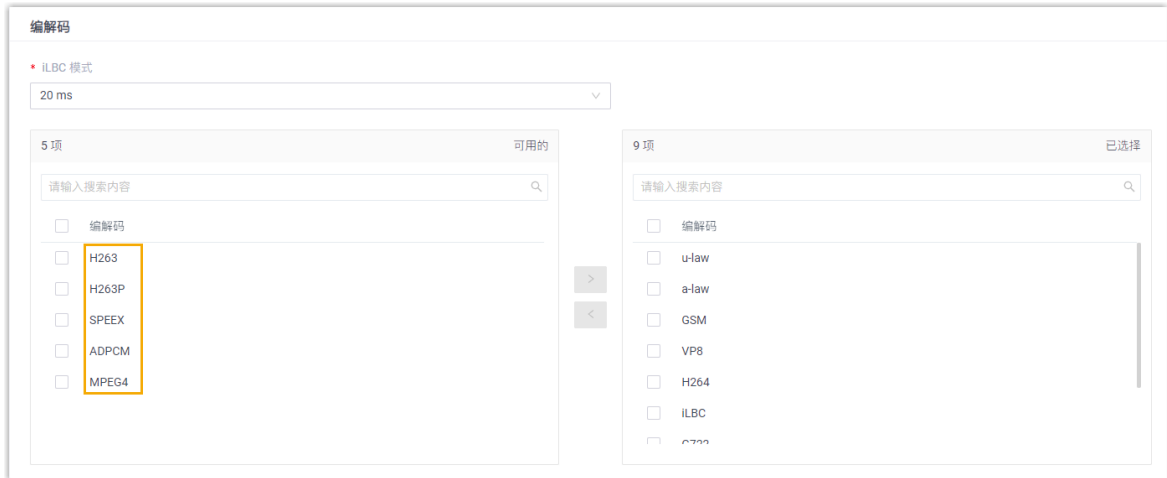 编解码
* iLBC 模式
20 ms
5 项 可用的
请输入搜索内容
编解码
H263
H263P
SPEEX
ADPCM
MPEG4
9 项 已选择
请输入搜索内容
编解码
u-law
a-law
GSM
VP8
H264
iLBC